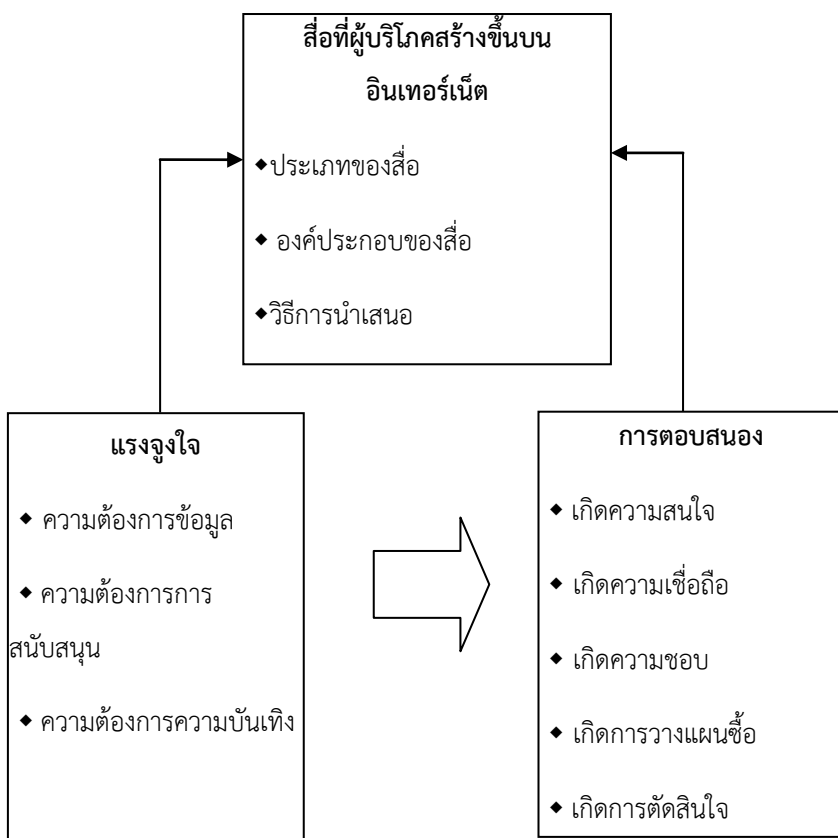 สื่อที่ผู้บริโภคสร้างขึ้นบน
อินเทอร์เน็ต
◆ประเภทของสื่อ
◆ องค์ประกอบของสื่อ
◆วิธีการนำเสนอ
แรงจูงใจ
◆ ความต้องการข้อมูล
◆ ความต้องการการ
สนับสนุน
◆ ความต้องการความบันเทิง
การตอบสนอง
◆ เกิดความสนใจ
◆ เกิดความเชื่อถือ
◆ เกิดความชอบ
◆ เกิดการวางแผนซื้อ
◆ เกิดการตัดสินใจ